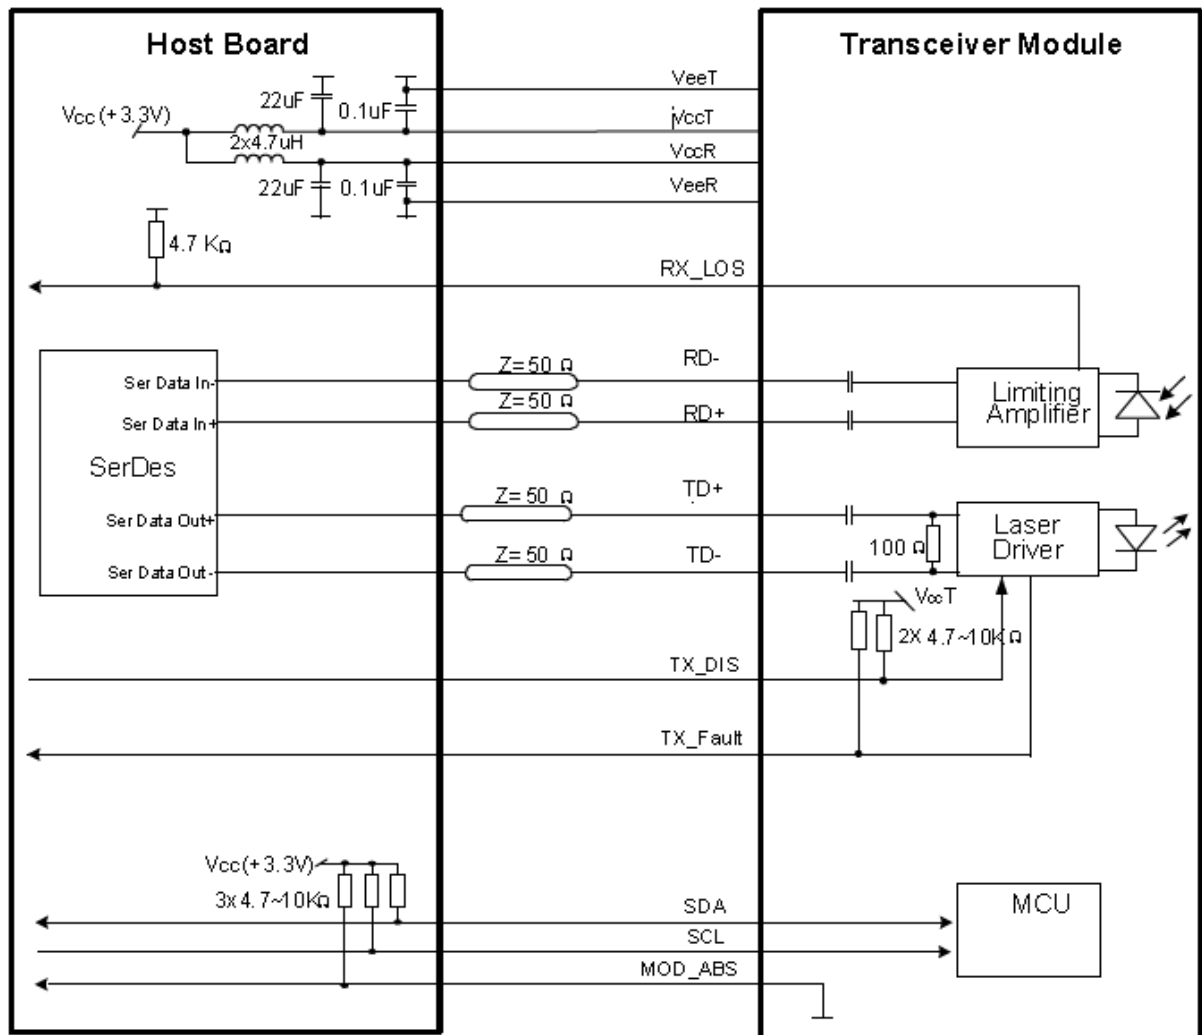 Host Board
Transceiver Module
VeeT
22uF
0.1uF
Vcc (+3.3V)
VccT
2x4.7uH
VccR
22uF
0.1uF
VeeR
4.7 KΩ
RX_LOS
Z=50 Ω
RD-
Ser Data In-
Limiting
Amplifier
Z=50 Ω
RD+
Ser Data In+
SerDes
Z=50 Ω
TD+
Ser Data Out+
Laser
Driver
100 Ω
Z=50 Ω
TD-
Ser Data Out-
VccT
2X 4.7~10KΩ
TX_DIS
TX_Fault
Vcc(+3.3V)
3x 4.7~10KΩ
MCU
SDA
SCL
MOD_ABS